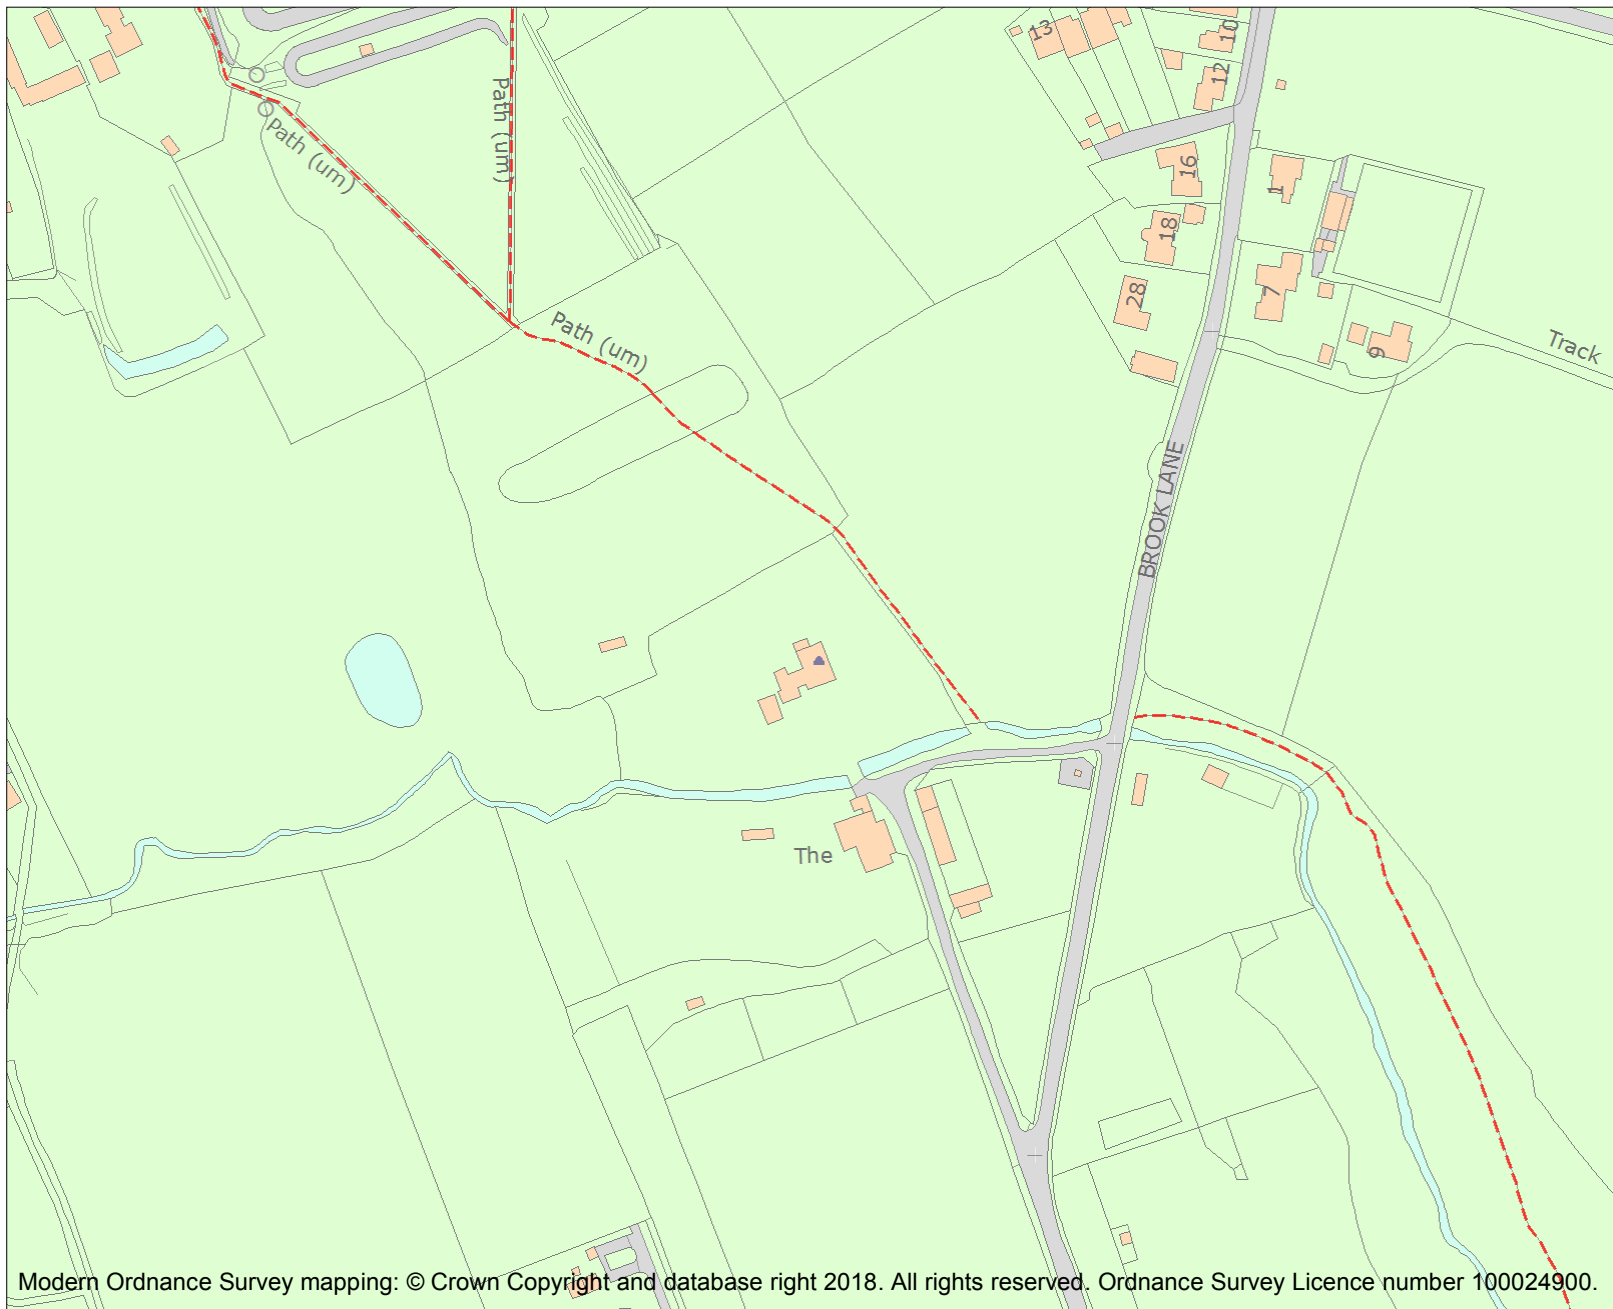 13
10
12
Path (um)
Path (um)
16
1
18
28
7
Path (um)
9
Track
BROOK LANE
The
Modern Ordnance Survey mapping: © Crown Copyright and database right 2018. All rights reserved. Ordnance Survey Licence number 100024900.